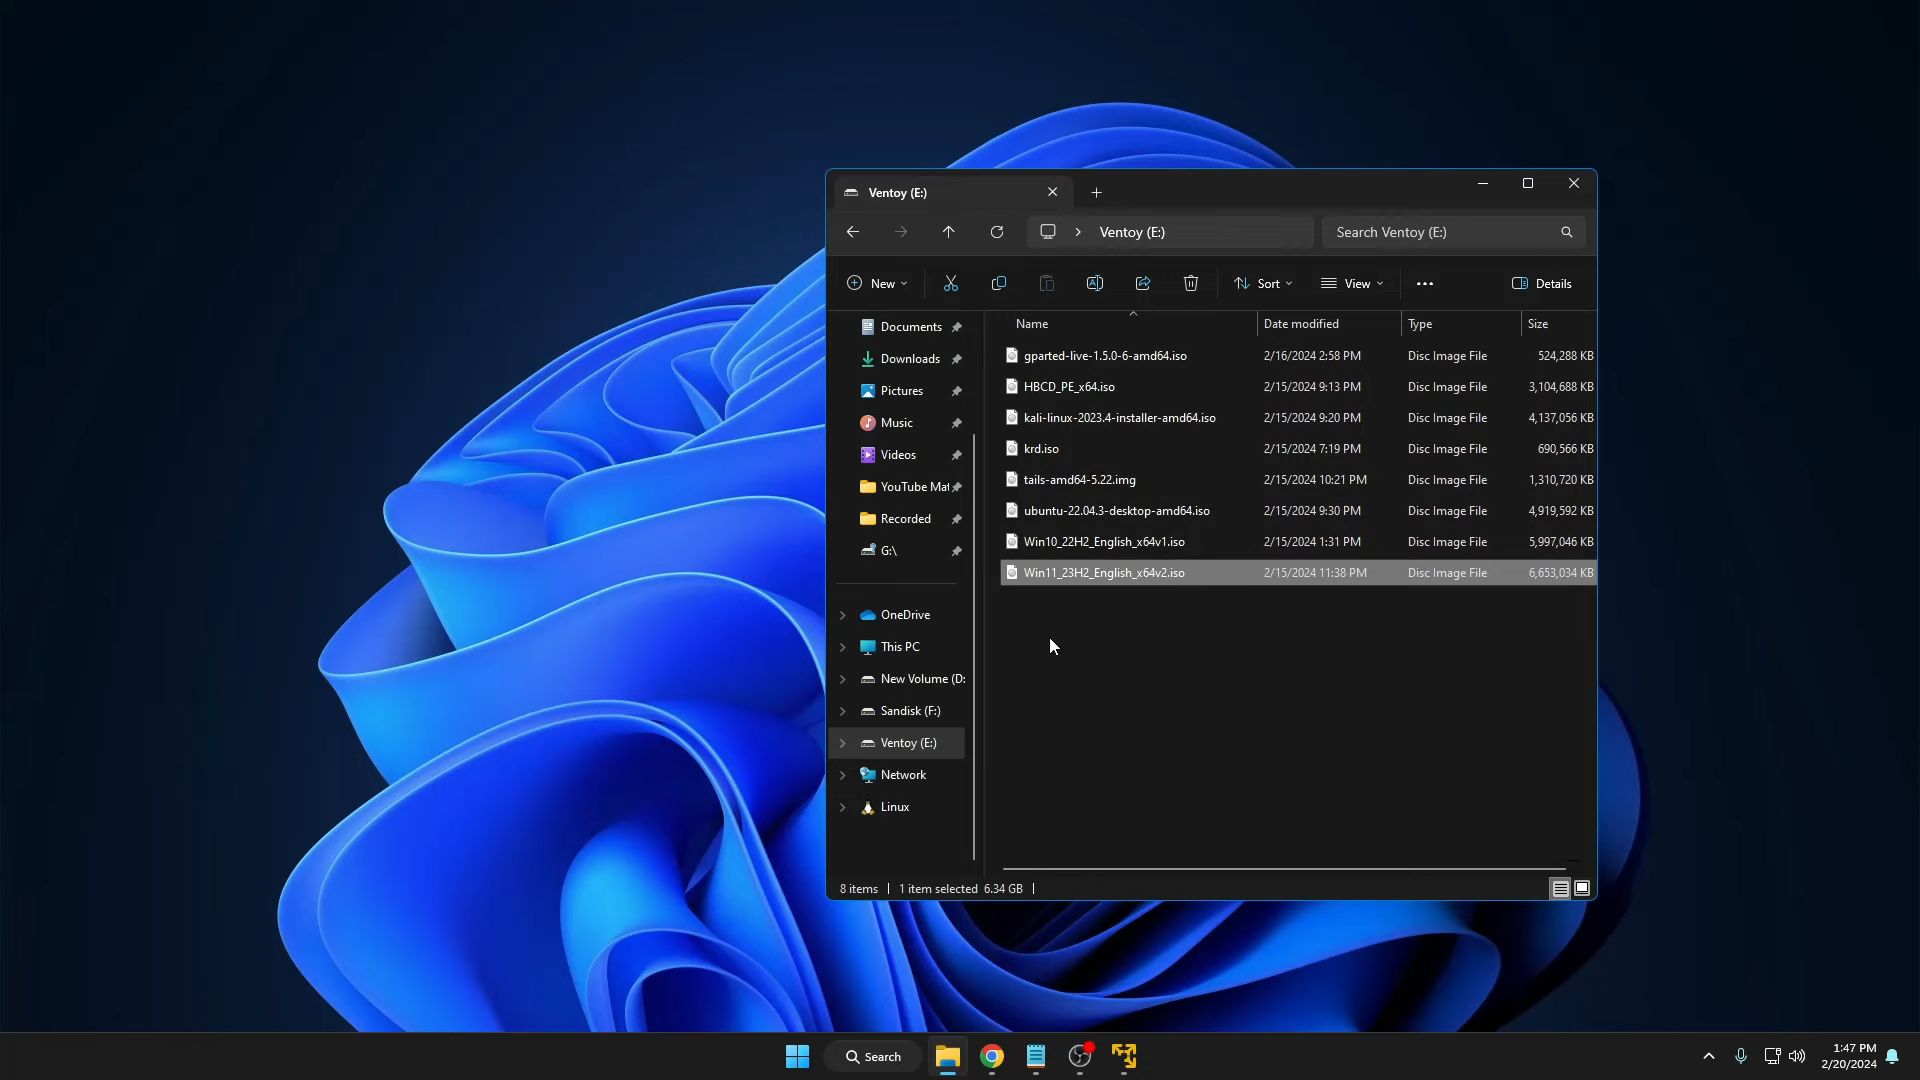 Ventoy (E:)
Ventoy (E:)
Search Ventoy (E:)
New
Sort
View
Details
Name Date modified Type Size
Documents
Downloads
Pictures
Music
Videos
YouTube Mat
Recorded
G:\
OneDrive
This PC
New Volume (D:
Sandisk (F:)
Ventoy (E:)
Network
Linux
gparted-live-1.5.0-6-amd64.iso 2/16/2024 2:58 PM Disc Image File 524,288 KB
HBCD_PE_x64.iso 2/15/2024 9:13 PM Disc Image File 3,104,688 KB
kali-linux-2023.4-installer-amd64.iso 2/15/2024 9:20 PM Disc Image File 4,137,056 KB
krd.iso 2/15/2024 7:19 PM Disc Image File 690,566 KB
tails-amd64-5.22.img 2/15/2024 10:21 PM Disc Image File 1,310,720 KB
ubuntu-22.04.3-desktop-amd64.iso 2/15/2024 9:30 PM Disc Image File 4,919,592 KB
Win10_22H2_English_x64v1.iso 2/15/2024 1:31 PM Disc Image File 5,997,046 KB
Win11_23H2_English_x64v2.iso 2/15/2024 11:38 PM Disc Image File 6,653,034 KB
8 items 1 item selected 6.34 GB
Search
1:47 PM
2/20/2024